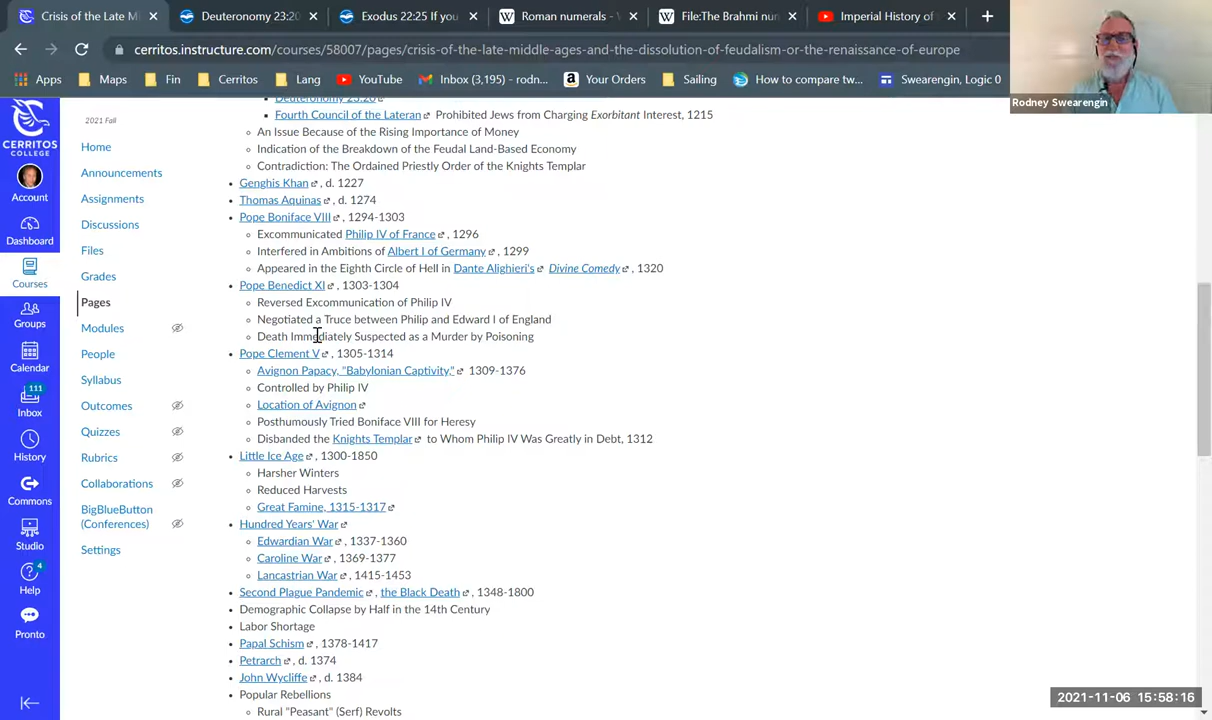 Crisis of the Late Mi
Deuteronomy 23:20
Exodus 22:25 If you
Roman numerals -
File:The Brahmi nun
Imperial History of
cerritos.instructure.com/courses/58007/pages/crisis-of-the-late-middle-ages-and-the-dissolution-of-feudalism-or-the-renaissance-of-europe
Apps
Maps
Fin
Cerritos
Lang
YouTube
Inbox (3,195) - rodn...
Your Orders
Sailing
How to compare tw...
Swearengin, Logic 0
Rodney Swearengin
CERRITOS
COLLEGE
Account
Dashboard
Courses
Groups
Calendar
111
Inbox
History
Commons
Studio
4
Help
Pronto
2021 Fall
Home
Announcements
Assignments
Discussions
Files
Grades
Pages
Modules
People
Syllabus
Outcomes
Quizzes
Rubrics
Collaborations
BigBlueButton
(Conferences)
Settings
Deuteronomy 23:20
Fourth Council of the Lateran Prohibited Jews from Charging Exorbitant Interest, 1215
An Issue Because of the Rising Importance of Money
Indication of the Breakdown of the Feudal Land-Based Economy
Contradiction: The Ordained Priestly Order of the Knights Templar
Genghis Khan , d. 1227
Thomas Aquinas , d. 1274
Pope Boniface VIII , 1294-1303
Excommunicated Philip IV of France , 1296
Interfered in Ambitions of Albert I of Germany , 1299
Appeared in the Eighth Circle of Hell in Dante Alighieri's Divine Comedy , 1320
Pope Benedict XI , 1303-1304
Reversed Excommunication of Philip IV
Negotiated a Truce between Philip and Edward I of England
Death Immediately Suspected as a Murder by Poisoning
Pope Clement V , 1305-1314
Avignon Papacy, "Babylonian Captivity," 1309-1376
Controlled by Philip IV
Location of Avignon
Posthumously Tried Boniface VIII for Heresy
Disbanded the Knights Templar to Whom Philip IV Was Greatly in Debt, 1312
Little Ice Age , 1300-1850
Harsher Winters
Reduced Harvests
Great Famine, 1315-1317
Hundred Years' War
Edwardian War , 1337-1360
Caroline War , 1369-1377
Lancastrian War , 1415-1453
Second Plague Pandemic , the Black Death , 1348-1800
Demographic Collapse by Half in the 14th Century
Labor Shortage
Papal Schism , 1378-1417
Petrarch , d. 1374
John Wycliffe , d. 1384
Popular Rebellions
Rural "Peasant" (Serf) Revolts
2021-11-06 15:58:16